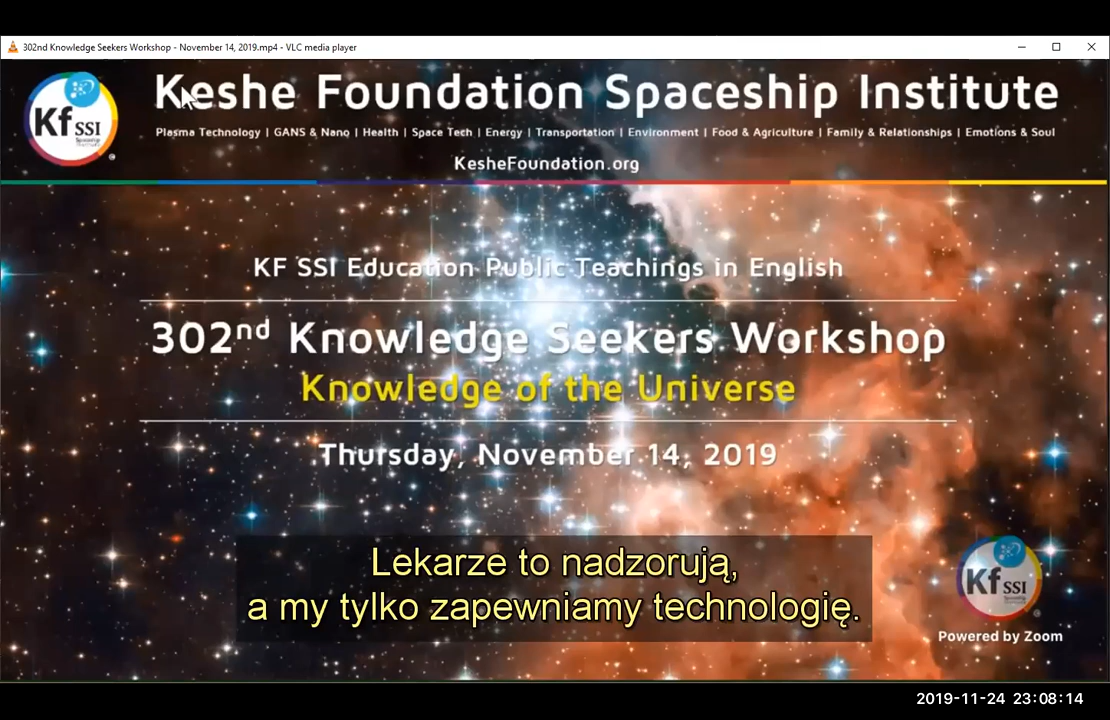 302nd Knowledge Seekers Workshop - November 14, 2019.mp4 - VLC media player
Keshe Foundation Spaceship Institute
Plasma Technology | GANS & Nano | Health | Space Tech | Energy | Transportation | Environment | Food & Agriculture | Family & Relationships | Emotions & Soul
KesheFoundation.org
Kf SSI
KF SSI Education Public Teachings in English
302nd Knowledge Seekers Workshop
Knowledge of the Universe
Thursday, November 14, 2019
Lekarze to nadzorują,
a my tylko zapewniamy technologię.
Kf SSI
Powered by Zoom
2019-11-24 23:08:14